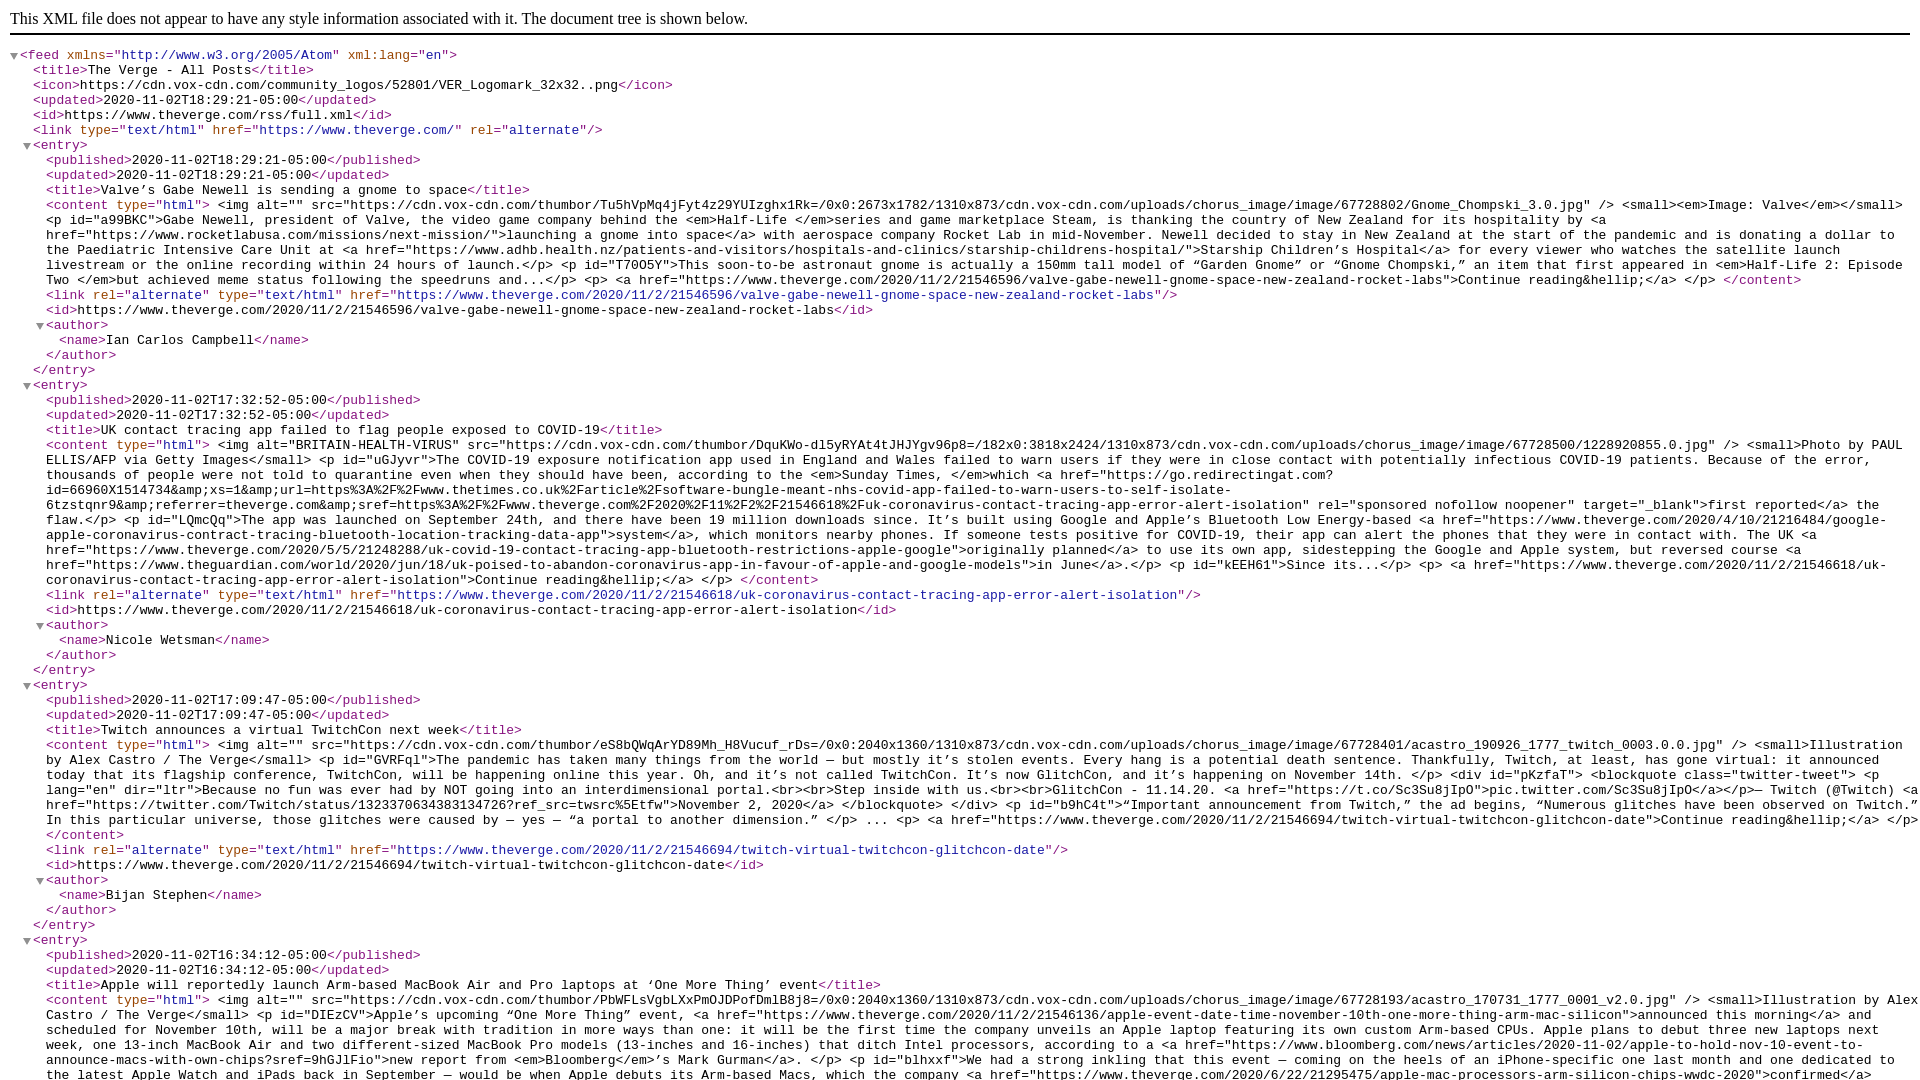 This XML file does not appear to have any style information associated with it. The document tree is shown below.
<feed xmlns="http://www.w3.org/2005/Atom" xml:lang="en">
<title>The Verge - All Posts</title>
<icon>https://cdn.vox-cdn.com/community_logos/52801/VER_Logomark_32x32..png</icon>
<updated>2020-11-02T18:29:21-05:00</updated>
<id>https://www.theverge.com/rss/full.xml</id>
<link type="text/html" href="https://www.theverge.com/" rel="alternate"/>
<entry>
<published>2020-11-02T18:29:21-05:00</published>
<updated>2020-11-02T18:29:21-05:00</updated>
<title>Valve’s Gabe Newell is sending a gnome to space</title>
<content type="html"> <img alt="" src="https://cdn.vox-cdn.com/thumbor/Tu5hVpMq4jFyt4z29YUIzghx1Rk=/0x0:2673x1782/1310x873/cdn.vox-cdn.com/uploads/chorus_image/image/67728802/Gnome_Chompski_3.0.jpg" /> <small><em>Image: Valve</em></small>
<p id="a99BKC">Gabe Newell, president of Valve, the video game company behind the <em>Half-Life </em>series and game marketplace Steam, is thanking the country of New Zealand for its hospitality by <a
href="https://www.rocketlabusa.com/missions/next-mission/">launching a gnome into space</a> with aerospace company Rocket Lab in mid-November. Newell decided to stay in New Zealand at the start of the pandemic and is donating a dollar to
the Paediatric Intensive Care Unit at <a href="https://www.adhb.health.nz/patients-and-visitors/hospitals-and-clinics/starship-childrens-hospital/">Starship Children’s Hospital</a> for every viewer who watches the satellite launch
livestream or the online recording within 24 hours of launch.</p> <p id="T70O5Y">This soon-to-be astronaut gnome is actually a 150mm tall model of “Garden Gnome” or “Gnome Chompski,” an item that first appeared in <em>Half-Life 2: Episode
Two </em>but achieved meme status following the speedruns and...</p> <p> <a href="https://www.theverge.com/2020/11/2/21546596/valve-gabe-newell-gnome-space-new-zealand-rocket-labs">Continue reading&hellip;</a> </p> </content>
<link rel="alternate" type="text/html" href="https://www.theverge.com/2020/11/2/21546596/valve-gabe-newell-gnome-space-new-zealand-rocket-labs"/>
<id>https://www.theverge.com/2020/11/2/21546596/valve-gabe-newell-gnome-space-new-zealand-rocket-labs</id>
<author>
<name>Ian Carlos Campbell</name>
</author>
</entry>
<entry>
<published>2020-11-02T17:32:52-05:00</published>
<updated>2020-11-02T17:32:52-05:00</updated>
<title>UK contact tracing app failed to flag people exposed to COVID-19</title>
<content type="html"> <img alt="BRITAIN-HEALTH-VIRUS" src="https://cdn.vox-cdn.com/thumbor/DquKWo-dl5yRYAt4tJHJYgv96p8=/182x0:3818x2424/1310x873/cdn.vox-cdn.com/uploads/chorus_image/image/67728500/1228920855.0.jpg" /> <small>Photo by PAUL
ELLIS/AFP via Getty Images</small> <p id="uGJyvr">The COVID-19 exposure notification app used in England and Wales failed to warn users if they were in close contact with potentially infectious COVID-19 patients. Because of the error,
thousands of people were not told to quarantine even when they should have been, according to the <em>Sunday Times, </em>which <a href="https://go.redirectingat.com?
id=66960X1514734&amp;xs=1&amp;url=https%3A%2F%2Fwww.thetimes.co.uk%2Farticle%2Fsoftware-bungle-meant-nhs-covid-app-failed-to-warn-users-to-self-isolate-
6tzstqnr9&amp;referrer=theverge.com&amp;sref=https%3A%2F%2Fwww.theverge.com%2F2020%2F11%2F2%2F21546618%2Fuk-coronavirus-contact-tracing-app-error-alert-isolation" rel="sponsored nofollow noopener" target="_blank">first reported</a> the
flaw.</p> <p id="LQmcQq">The app was launched on September 24th, and there have been 19 million downloads since. It’s built using Google and Apple’s Bluetooth Low Energy-based <a href="https://www.theverge.com/2020/4/10/21216484/google-
apple-coronavirus-contract-tracing-bluetooth-location-tracking-data-app">system</a>, which monitors nearby phones. If someone tests positive for COVID-19, their app can alert the phones that they were in contact with. The UK <a
href="https://www.theverge.com/2020/5/5/21248288/uk-covid-19-contact-tracing-app-bluetooth-restrictions-apple-google">originally planned</a> to use its own app, sidestepping the Google and Apple system, but reversed course <a
href="https://www.theguardian.com/world/2020/jun/18/uk-poised-to-abandon-coronavirus-app-in-favour-of-apple-and-google-models">in June</a>.</p> <p id="kEEH61">Since its...</p> <p> <a href="https://www.theverge.com/2020/11/2/21546618/uk-
coronavirus-contact-tracing-app-error-alert-isolation">Continue reading&hellip;</a> </p> </content>
<link rel="alternate" type="text/html" href="https://www.theverge.com/2020/11/2/21546618/uk-coronavirus-contact-tracing-app-error-alert-isolation"/>
<id>https://www.theverge.com/2020/11/2/21546618/uk-coronavirus-contact-tracing-app-error-alert-isolation</id>
<author>
<name>Nicole Wetsman</name>
</author>
</entry>
<entry>
<published>2020-11-02T17:09:47-05:00</published>
<updated>2020-11-02T17:09:47-05:00</updated>
<title>Twitch announces a virtual TwitchCon next week</title>
<content type="html"> <img alt="" src="https://cdn.vox-cdn.com/thumbor/eS8bQWqArYD89Mh_H8Vucuf_rDs=/0x0:2040x1360/1310x873/cdn.vox-cdn.com/uploads/chorus_image/image/67728401/acastro_190926_1777_twitch_0003.0.0.jpg" /> <small>Illustration
by Alex Castro / The Verge</small> <p id="GVRFql">The pandemic has taken many things from the world — but mostly it’s stolen events. Every hang is a potential death sentence. Thankfully, Twitch, at least, has gone virtual: it announced
today that its flagship conference, TwitchCon, will be happening online this year. Oh, and it’s not called TwitchCon. It’s now GlitchCon, and it’s happening on November 14th. </p> <div id="pKzfaT"> <blockquote class="twitter-tweet"> <p
lang="en" dir="ltr">Because no fun was ever had by NOT going into an interdimensional portal.<br><br>Step inside with us.<br><br>GlitchCon - 11.14.20. <a href="https://t.co/Sc3Su8jIpO">pic.twitter.com/Sc3Su8jIpO</a></p>— Twitch (@Twitch) <a
href="https://twitter.com/Twitch/status/1323370634383134726?ref_src=twsrc%5Etfw">November 2, 2020</a> </blockquote> </div> <p id="b9hC4t">“Important announcement from Twitch,” the ad begins, “Numerous glitches have been observed on Twitch.”
In this particular universe, those glitches were caused by — yes — “a portal to another dimension.” </p> ... <p> <a href="https://www.theverge.com/2020/11/2/21546694/twitch-virtual-twitchcon-glitchcon-date">Continue reading&hellip;</a> </p>
</content>
<link rel="alternate" type="text/html" href="https://www.theverge.com/2020/11/2/21546694/twitch-virtual-twitchcon-glitchcon-date"/>
<id>https://www.theverge.com/2020/11/2/21546694/twitch-virtual-twitchcon-glitchcon-date</id>
<author>
<name>Bijan Stephen</name>
</author>
</entry>
<entry>
<published>2020-11-02T16:34:12-05:00</published>
<updated>2020-11-02T16:34:12-05:00</updated>
<title>Apple will reportedly launch Arm-based MacBook Air and Pro laptops at ‘One More Thing’ event</title>
<content type="html"> <img alt="" src="https://cdn.vox-cdn.com/thumbor/PbWFLsVgbLXxPmOJDPofDmlB8j8=/0x0:2040x1360/1310x873/cdn.vox-cdn.com/uploads/chorus_image/image/67728193/acastro_170731_1777_0001_v2.0.jpg" /> <small>Illustration by Alex
Castro / The Verge</small> <p id="DIEzCV">Apple’s upcoming “One More Thing” event, <a href="https://www.theverge.com/2020/11/2/21546136/apple-event-date-time-november-10th-one-more-thing-arm-mac-silicon">announced this morning</a> and
scheduled for November 10th, will be a major break with tradition in more ways than one: it will be the first time the company unveils an Apple laptop featuring its own custom Arm-based CPUs. Apple plans to debut three new laptops next
week, one 13-inch MacBook Air and two different-sized MacBook Pro models (13-inches and 16-inches) that ditch Intel processors, according to a <a href="https://www.bloomberg.com/news/articles/2020-11-02/apple-to-hold-nov-10-event-to-
announce-macs-with-own-chips?sref=9hGJlFio">new report from <em>Bloomberg</em>’s Mark Gurman</a>. </p> <p id="blhxxf">We had a strong inkling that this event — coming on the heels of an iPhone-specific one last month and one dedicated to
the latest Apple Watch and iPads back in September — would be when Apple debuts its Arm-based Macs, which the company <a href="https://www.theverge.com/2020/6/22/21295475/apple-mac-processors-arm-silicon-chips-wwdc-2020">confirmed</a>